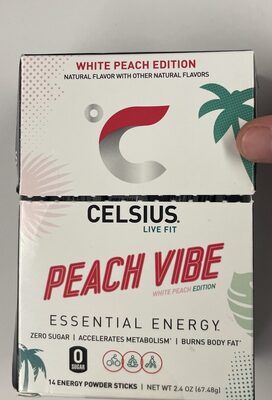 WHITE PEACH EDITION
NATURAL FLAVOR WITH OTHER NATURAL FLAVORS
CELSIUS®
LIVE FIT
PEACH VIBE
WHITE PEACH EDITION
ESSENTIAL ENERGY™
ZERO SUGAR | ACCELERATES METABOLISM* | BURNS BODY FAT*
0
SUGAR
14 ENERGY POWDER STICKS | NET WT 2.4 OZ (67.48g)